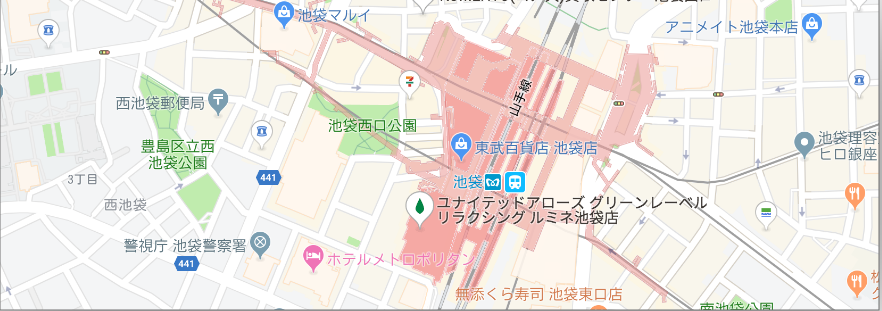 池袋マルイ
アニメイト池袋本店
山手線
西池袋郵便局
池袋西口公園
豊島区立西
池袋公園
東武百貨店 池袋店
池袋理容
ヒロ銀座
3丁目
441
池袋
西池袋
ユナイテッドアローズ グリーンレーベル
リラクシング ルミネ池袋店
警視庁 池袋警察署
441
ホテルメトロポリタン
無添くら寿司 池袋東口店
南池袋公園